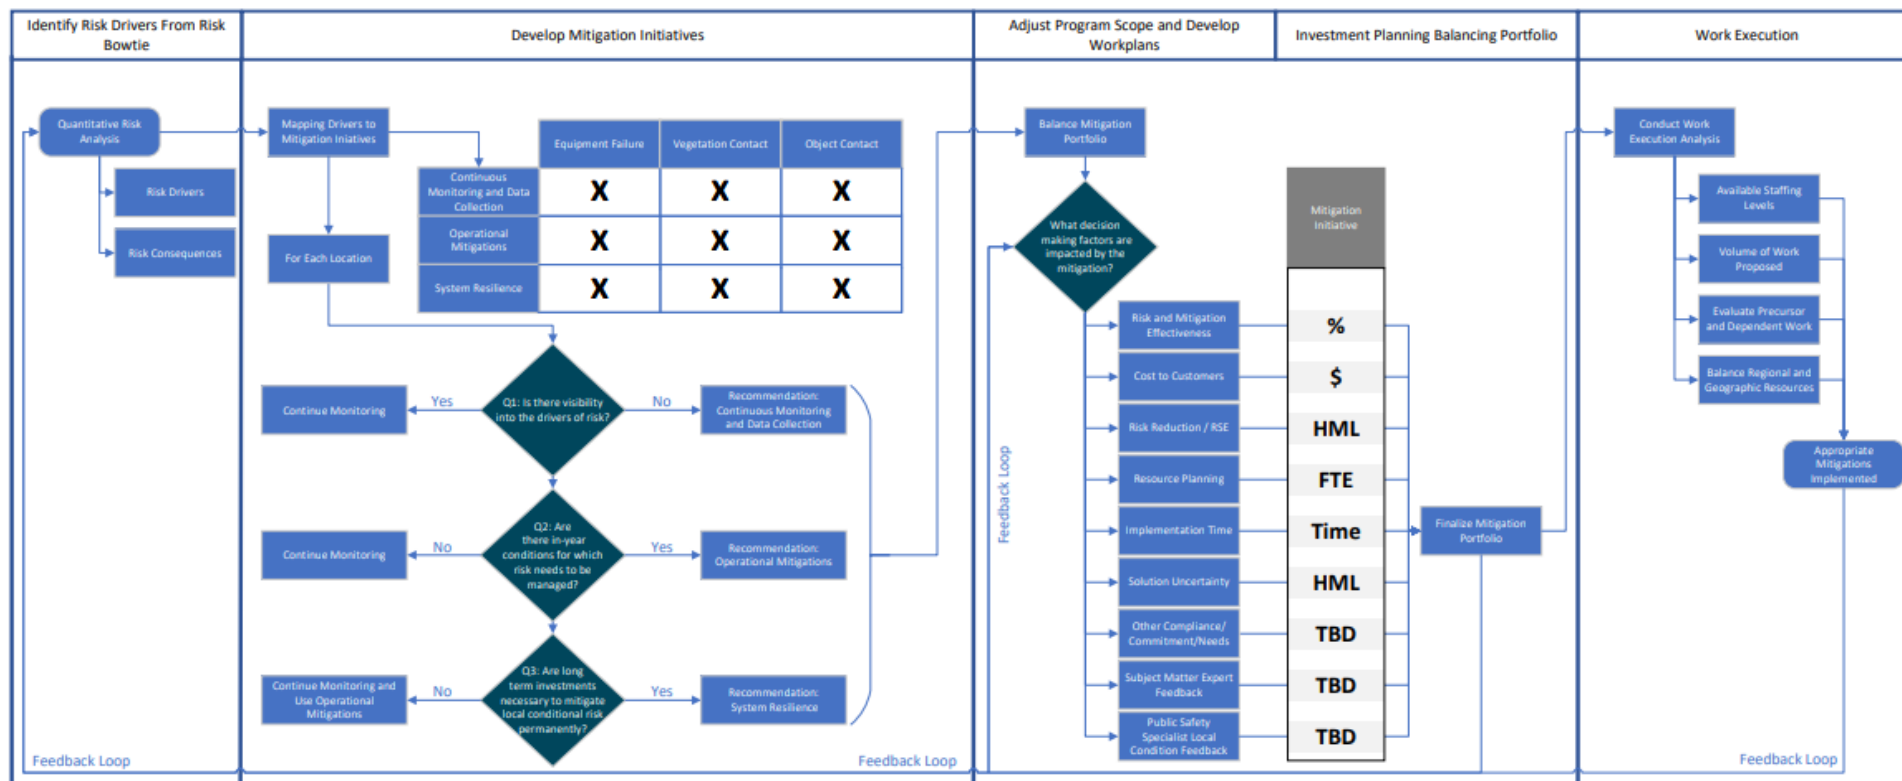 Identify Risk Drivers From Risk
Bowtie
Develop Mitigation Initiatives
Adjust Program Scope and Develop
Workplans
Investment Planning Balancing Portfolio
Work Execution
Quantitative Risk
Analysis
Risk Drivers
Risk Consequences
Mapping Drivers to
Mitigation Iniatives
For Each Location
Equipment Failure
Vegetation Contact
Object Contact
Continuous
Monitoring and Data
Collection
X X X
Operational
Mitigations
X X X
System Resilience
X X X
Q1: Is there visibility
into the drivers of risk?
Yes
Continue Monitoring
No
Recommendation:
Continuous Monitoring
and Data Collection
Q2: Are
there in-year
conditions for which
risk needs to be
managed?
No
Continue Monitoring
Yes
Recommendation:
Operational Mitigations
Q3: Are long
term investments
necessary to mitigate
local conditional risk
permanently?
No
Continue Monitoring and
Use Operational
Mitigations
Yes
Recommendation:
System Resilience
Balance Mitigation
Portfolio
What decision
making factors are
impacted by the
mitigation?
Mitigation
Initiative
Risk and Mitigation
Effectiveness
%
Cost to Customers
$
Risk Reduction / RSE
HML
Resource Planning
FTE
Implementation Time
Time
Solution Uncertainty
HML
Other Compliance/
Commitment/Needs
TBD
Subject Matter Expert
Feedback
TBD
Public Safety
Specialist Local
Condition Feedback
TBD
Feedback Loop
Finalize Mitigation
Portfolio
Conduct Work
Execution Analysis
Available Staffing
Levels
Volume of Work
Proposed
Evaluate Precursor
and Dependent Work
Balance Regional and
Geographic Resources
Appropriate
Mitigations
Implemented
Feedback Loop
Feedback Loop
Feedback Loop